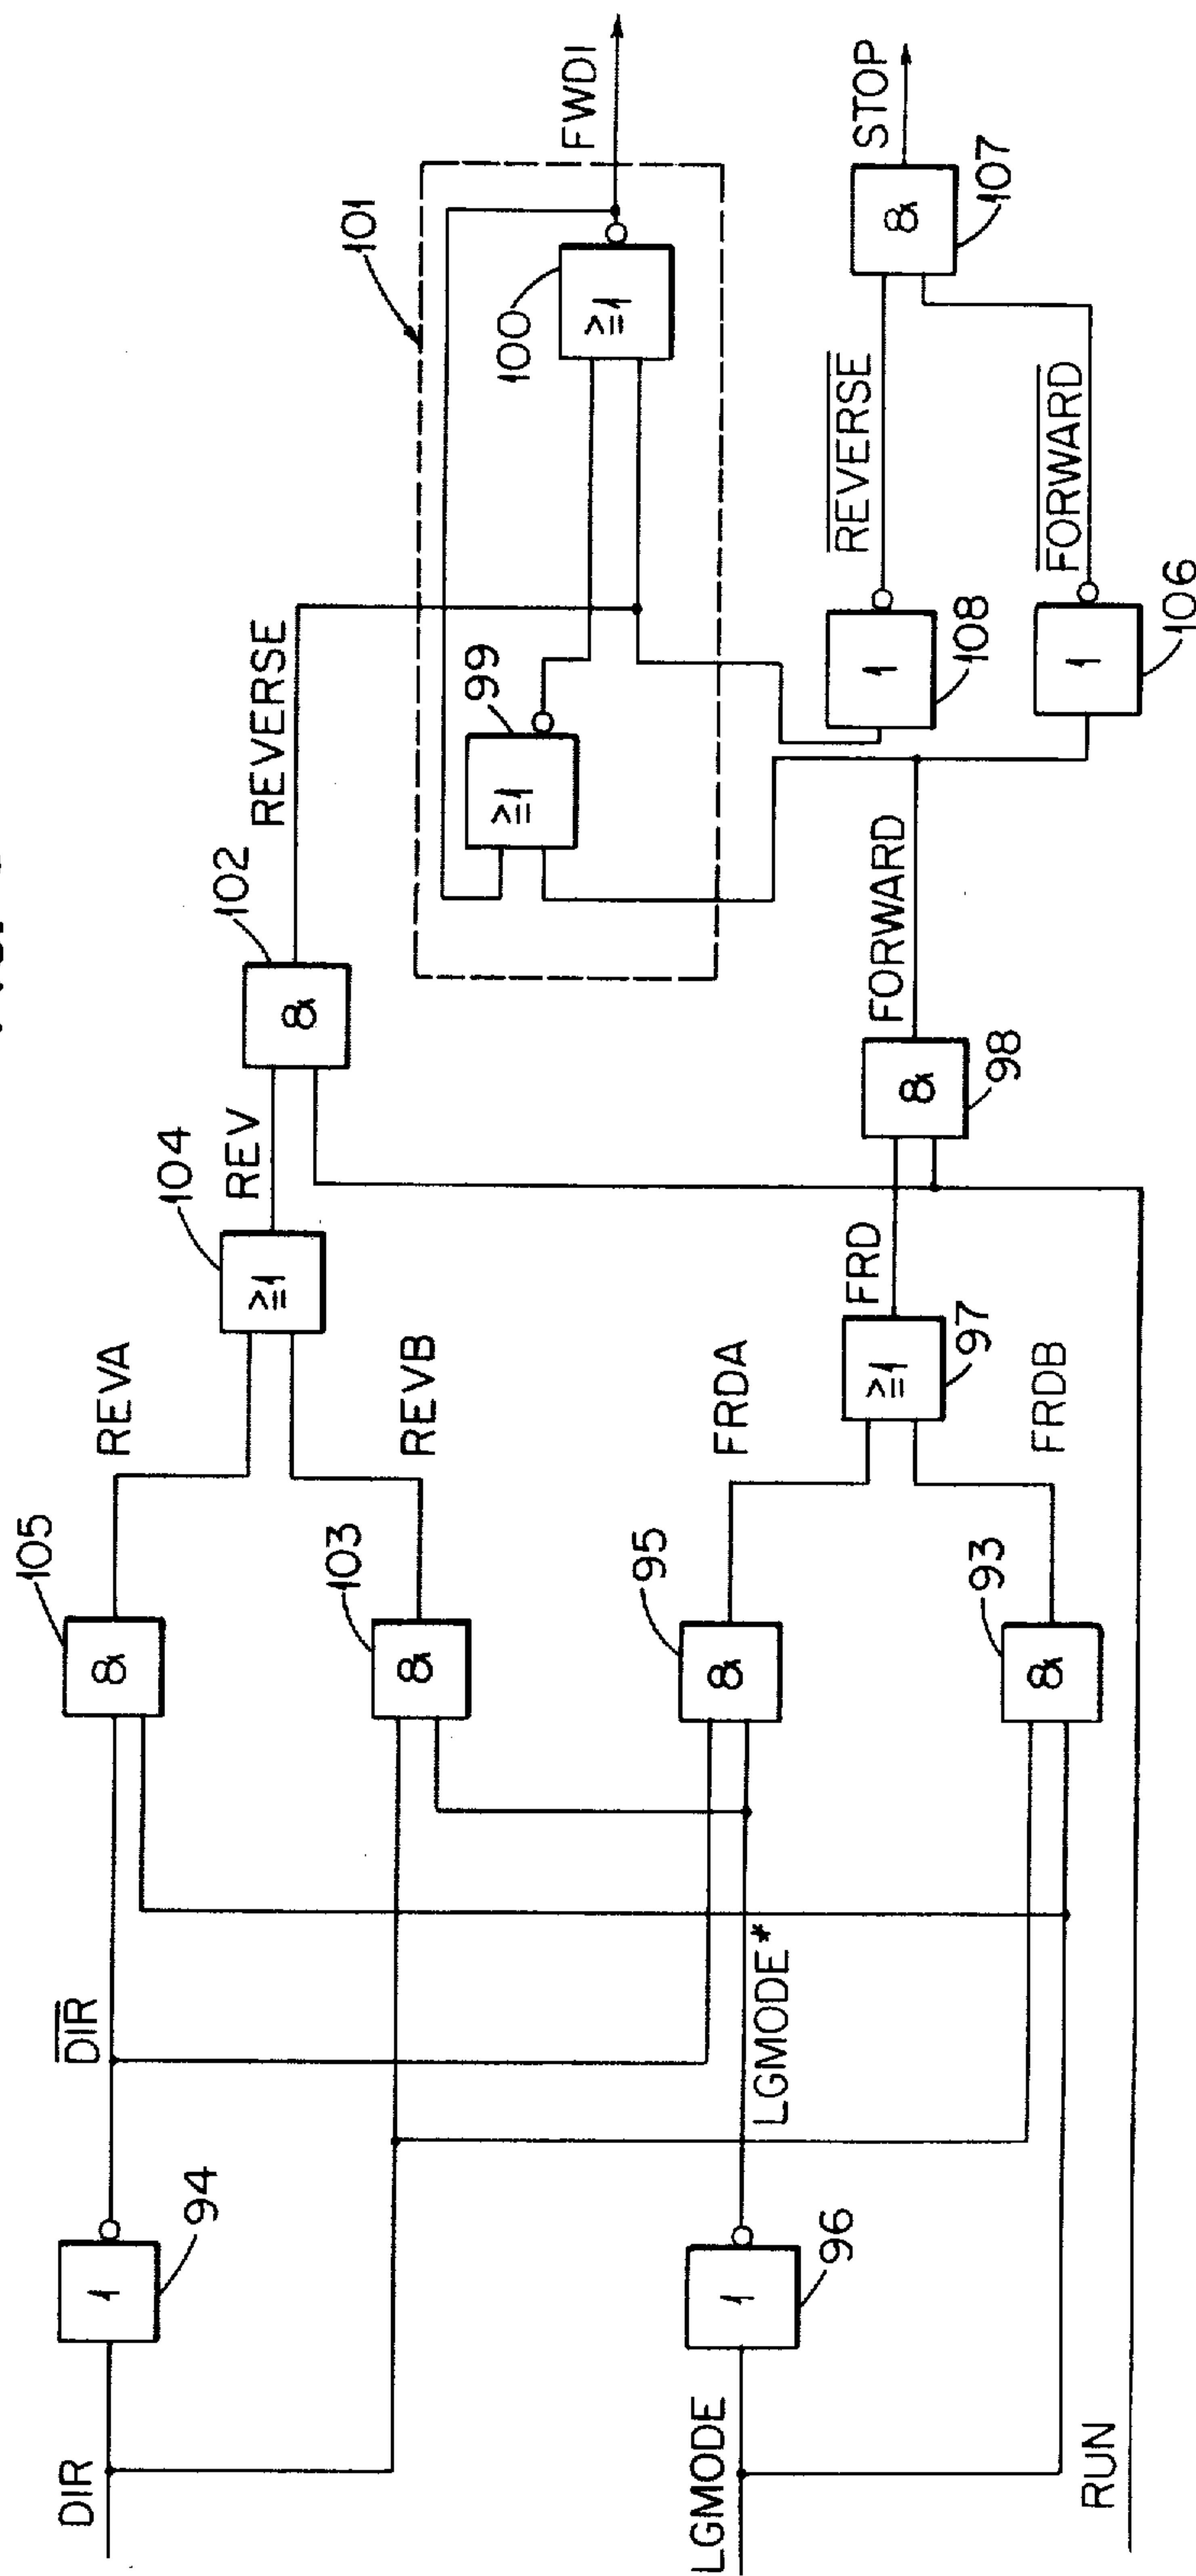 DIR
1
94
DIR
LGMODE
1
96
LGMODE*
RUN
&
105
REVA
&
103
REVB
&
95
FRDA
&
93
FRDB
≥1
104
REV
≥1
97
FRD
&
102
REVERSE
&
98
FORWARD
101
≥1
99
≥1
100
FWDI
1
108
REVERSE
1
106
FORWARD
&
107
STOP